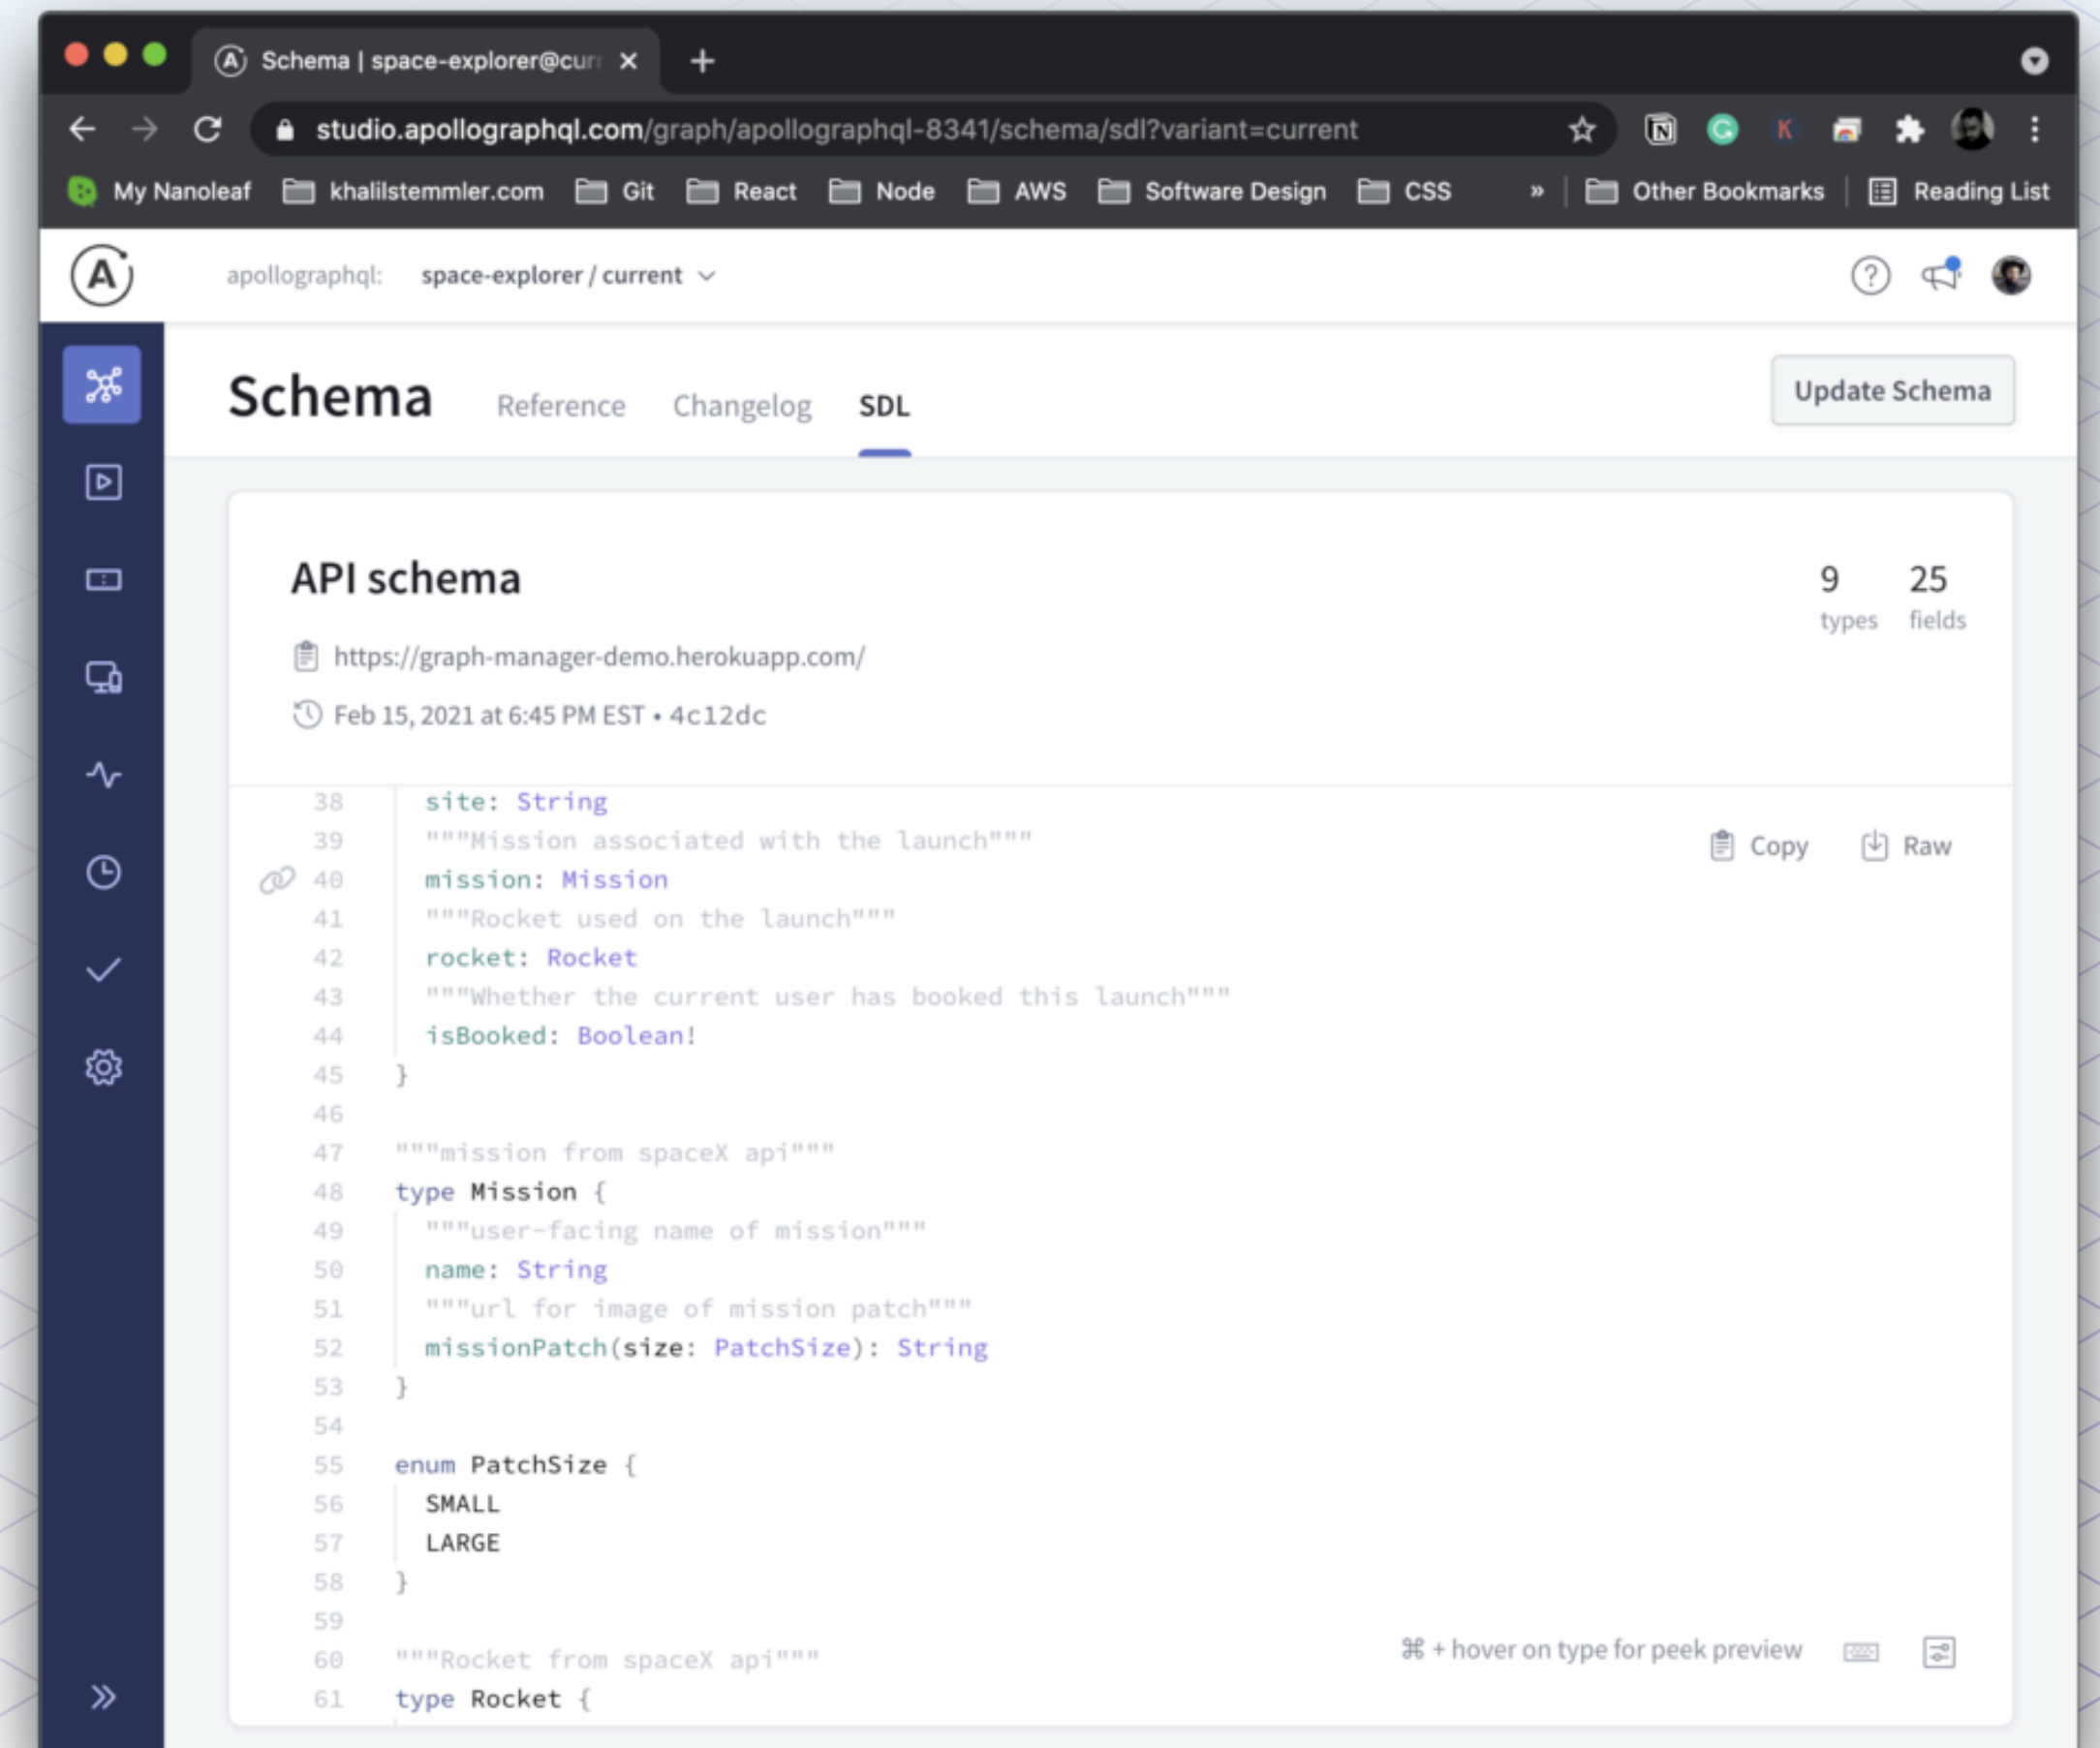 Schema | space-explorer@curr
studio.apollographql.com/graph/apollographql-8341/schema/sdl?variant=current
My Nanoleaf khalilstemmler.com Git React Node AWS Software Design CSS » Other Bookmarks Reading List
apollographql: space-explorer / current
Schema Reference Changelog SDL Update Schema
API schema 9 25
types fields
https://graph-manager-demo.herokuapp.com/
Feb 15, 2021 at 6:45 PM EST • 4c12dc
Copy Raw
38 site: String
39 """Mission associated with the launch"""
40 mission: Mission
41 """Rocket used on the launch"""
42 rocket: Rocket
43 """Whether the current user has booked this launch"""
44 isBooked: Boolean!
45 }
46
47 """mission from spaceX api"""
48 type Mission {
49 """user-facing name of mission"""
50 name: String
51 """url for image of mission patch"""
52 missionPatch(size: PatchSize): String
53 }
54
55 enum PatchSize {
56 SMALL
57 LARGE
58 }
59
60 """Rocket from spaceX api"""
61 type Rocket {
⌘ + hover on type for peek preview